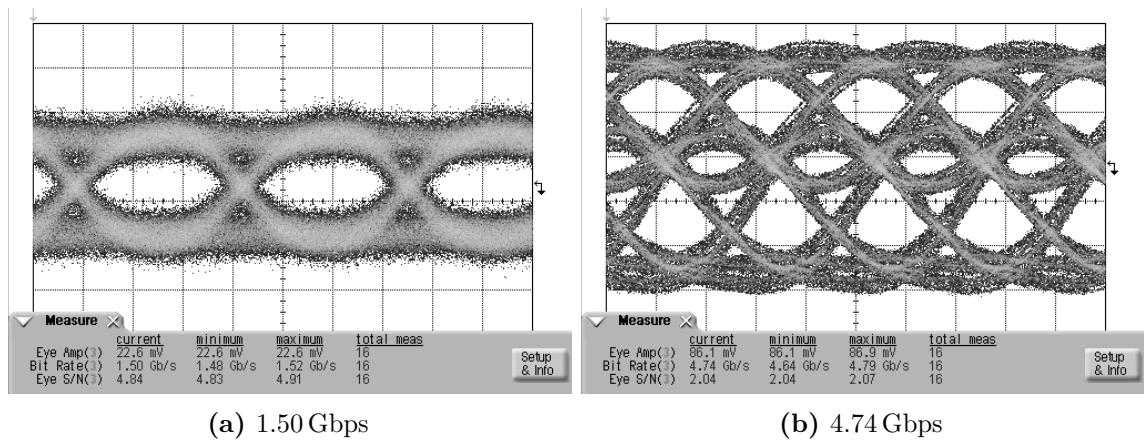 Measure
current minimum maximum total meas
Eye Amp(3) 22.6 mV 22.6 mV 22.6 mV 16
Bit Rate(3) 1.50 Gb/s 1.48 Gb/s 1.52 Gb/s 16
Eye S/N(3) 4.84 4.83 4.91 16
Setup
& Info
(a) 1.50 Gbps
Measure
current minimum maximum total meas
Eye Amp(3) 86.1 mV 86.1 mV 86.9 mV 16
Bit Rate(3) 4.74 Gb/s 4.64 Gb/s 4.79 Gb/s 16
Eye S/N(3) 2.04 2.04 2.07 16
Setup
& Info
(b) 4.74 Gbps